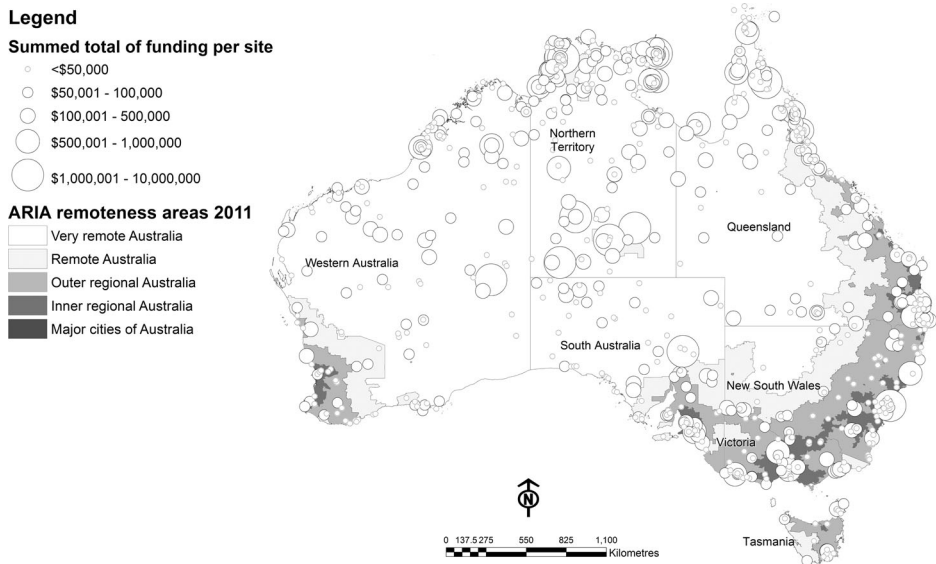 Legend
Summed total of funding per site
<$50,000
$50,001 - 100,000
$100,001 - 500,000
$500,001 - 1,000,000
$1,000,001 - 10,000,000
ARIA remoteness areas 2011
Very remote Australia
Remote Australia
Outer regional Australia
Inner regional Australia
Major cities of Australia
Northern
Territory
Queensland
Western Australia
South Australia
New South Wales
Victoria
Tasmania
N
0 137.5 275 550 825 1,100
Kilometres